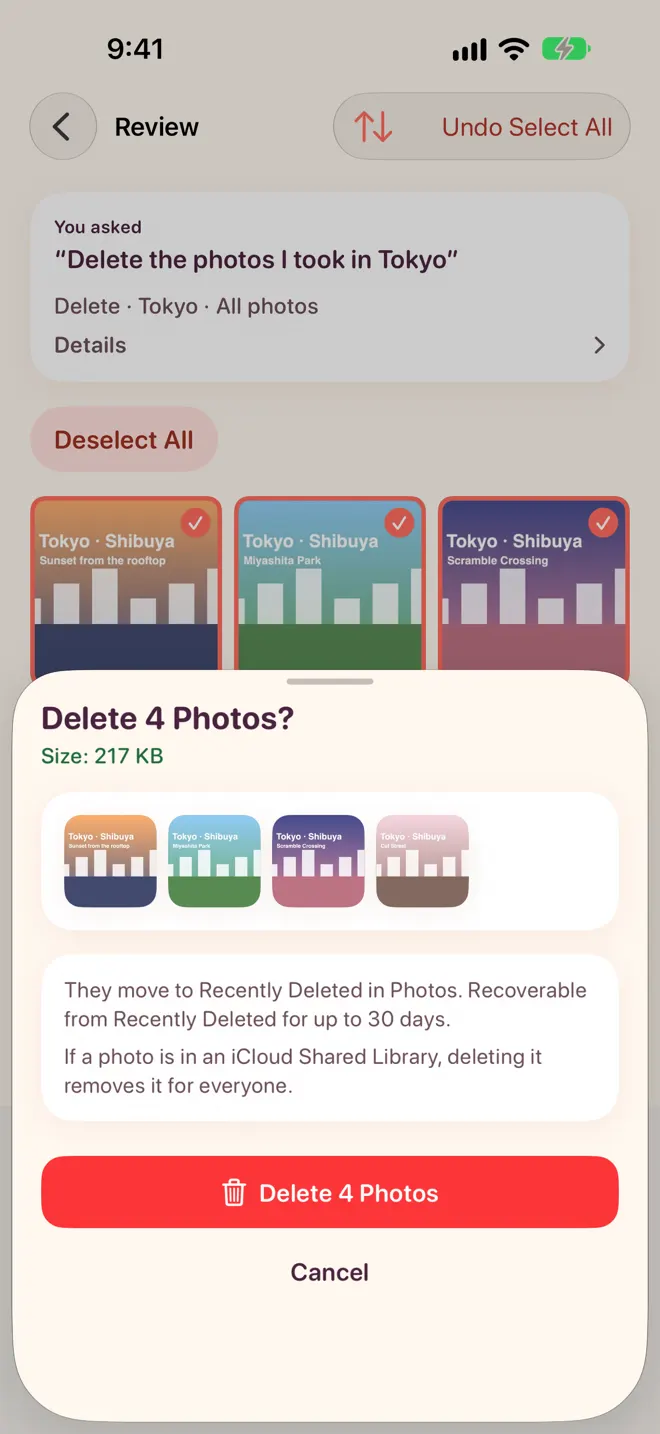 9:41
Review
Undo Select All
You asked
“Delete the photos I took in Tokyo”
Delete · Tokyo · All photos
Details
Deselect All
Tokyo · Shibuya
Sunset from the rooftop
Tokyo · Shibuya
Miyashita Park
Tokyo · Shibuya
Scramble Crossing
Delete 4 Photos?
Size: 217 KB
Tokyo · Shibuya
Sunset from the rooftop
Tokyo · Shibuya
Miyashita Park
Tokyo · Shibuya
Scramble Crossing
Tokyo · Shibuya
Street
They move to Recently Deleted in Photos. Recoverable
from Recently Deleted for up to 30 days.
If a photo is in an iCloud Shared Library, deleting it
removes it for everyone.
Delete 4 Photos
Cancel